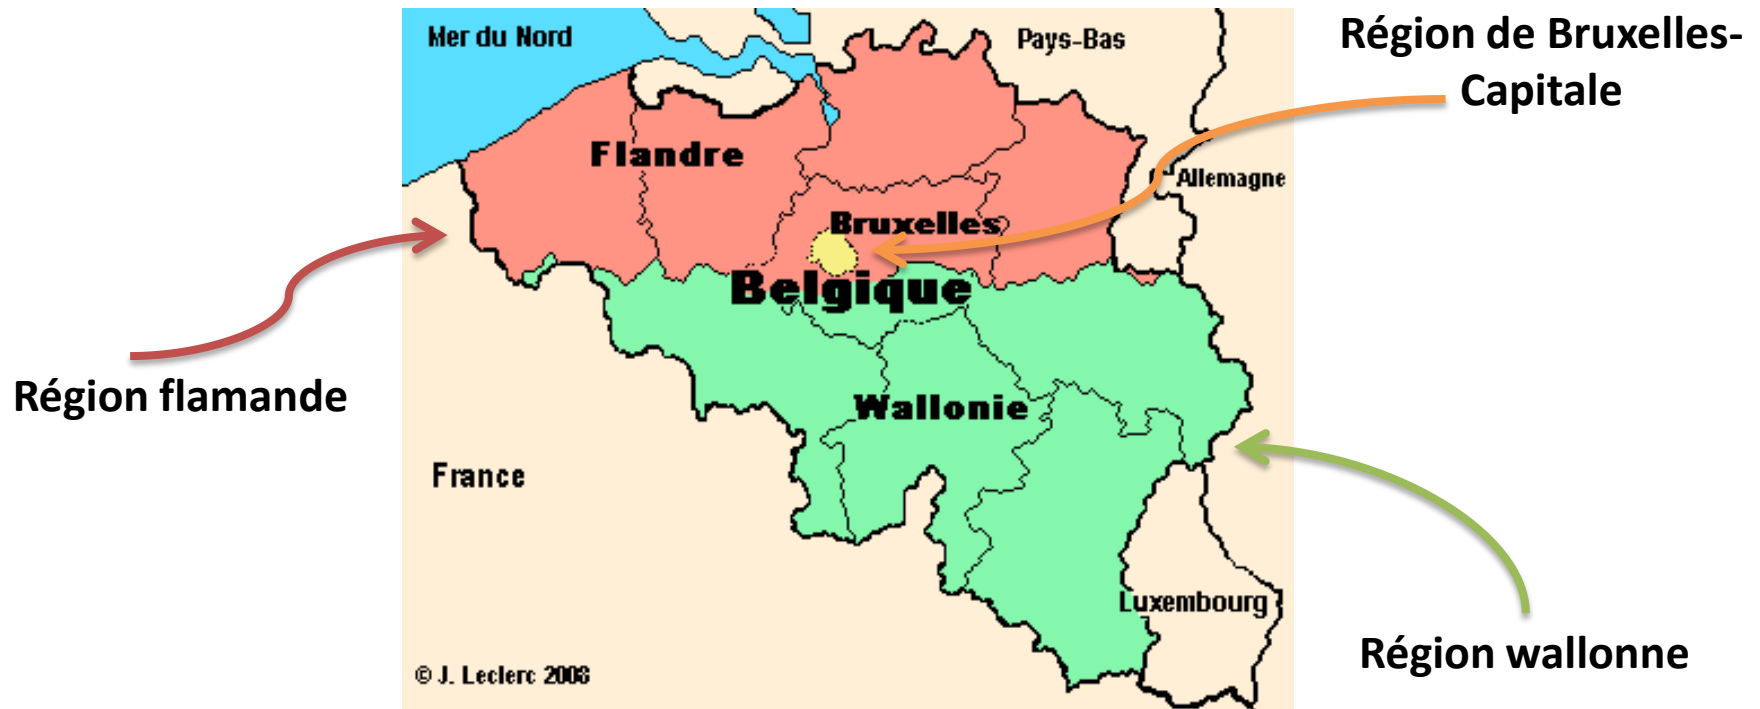 Mer du Nord
Pays-Bas
Région de Bruxelles-
Capitale
Flandre
Allemagne
Bruxelles
Belgique
Région flamande
Wallonie
France
Luxembourg
Région wallonne
© J. Leclerc 2008